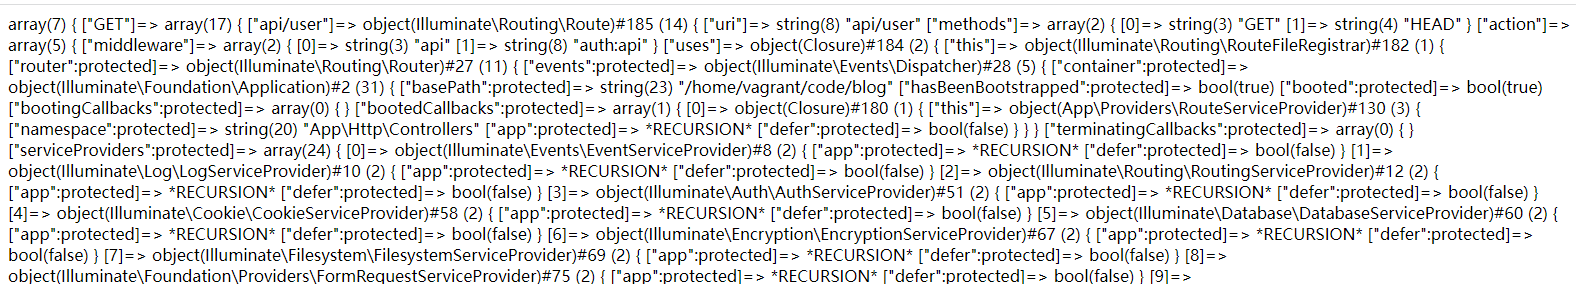 array(7) { ["GET"]=> array(17) { ["api/user"]=> object(Illuminate\Routing\Route)#185 (14) { ["uri"]=> string(8) "api/user" ["methods"]=> array(2) { [0]=> string(3) "GET" [1]=> string(4) "HEAD" } ["action"]=>
array(5) { ["middleware"]=> array(2) { [0]=> string(3) "api" [1]=> string(8) "auth:api" } ["uses"]=> object(Closure)#184 (2) { ["this"]=> object(Illuminate\Routing\RouteFileRegistrar)#182 (1) {
["router":protected]=> object(Illuminate\Routing\Router)#27 (11) { ["events":protected]=> object(Illuminate\Events\Dispatcher)#28 (5) { ["container":protected]=>
object(Illuminate\Foundation\Application)#2 (31) { ["basePath":protected]=> string(23) "/home/vagrant/code/blog" ["hasBeenBootstrapped":protected]=> bool(true) ["booted":protected]=> bool(true)
["bootingCallbacks":protected]=> array(0) { } ["bootedCallbacks":protected]=> array(1) { [0]=> object(Closure)#180 (1) { ["this"]=> object(App\Providers\RouteServiceProvider)#130 (3) {
["namespace":protected]=> string(20) "App\Http\Controllers" ["app":protected]=> *RECURSION* ["defer":protected]=> bool(false) } } } ["terminatingCallbacks":protected]=> array(0) { }
["serviceProviders":protected]=> array(24) { [0]=> object(Illuminate\Events\EventServiceProvider)#8 (2) { ["app":protected]=> *RECURSION* ["defer":protected]=> bool(false) } [1]=>
object(Illuminate\Log\LogServiceProvider)#10 (2) { ["app":protected]=> *RECURSION* ["defer":protected]=> bool(false) } [2]=> object(Illuminate\Routing\RoutingServiceProvider)#12 (2) {
["app":protected]=> *RECURSION* ["defer":protected]=> bool(false) } [3]=> object(Illuminate\Auth\AuthServiceProvider)#51 (2) { ["app":protected]=> *RECURSION* ["defer":protected]=> bool(false) }
[4]=> object(Illuminate\Cookie\CookieServiceProvider)#58 (2) { ["app":protected]=> *RECURSION* ["defer":protected]=> bool(false) } [5]=> object(Illuminate\Database\DatabaseServiceProvider)#60 (2) {
["app":protected]=> *RECURSION* ["defer":protected]=> bool(false) } [6]=> object(Illuminate\Encryption\EncryptionServiceProvider)#67 (2) { ["app":protected]=> *RECURSION* ["defer":protected]=>
bool(false) } [7]=> object(Illuminate\Filesystem\FilesystemServiceProvider)#69 (2) { ["app":protected]=> *RECURSION* ["defer":protected]=> bool(false) } [8]=>
object(Illuminate\Foundation\Providers\FormRequestServiceProvider)#75 (2) { ["app":protected]=> *RECURSION* ["defer":protected]=> bool(false) } [9]=>